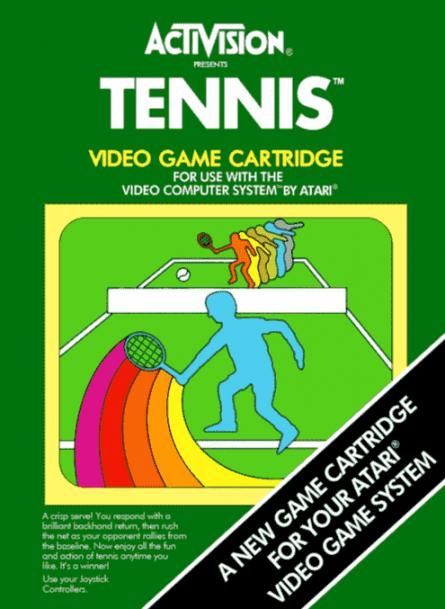 ACTIVISION®
PRESENTS
TENNIS™
VIDEO GAME CARTRIDGE
FOR USE WITH THE
VIDEO COMPUTER SYSTEM™ BY ATARI®
A crisp serve! You respond with a
brilliant backhand return, then rush
the net as your opponent rallies from
the baseline. Now enjoy all the fun
and action of tennis anytime you
like. It's a winner!
Use your Joystick
Controllers.
A NEW GAME CARTRIDGE
FOR YOUR ATARI®
VIDEO GAME SYSTEM